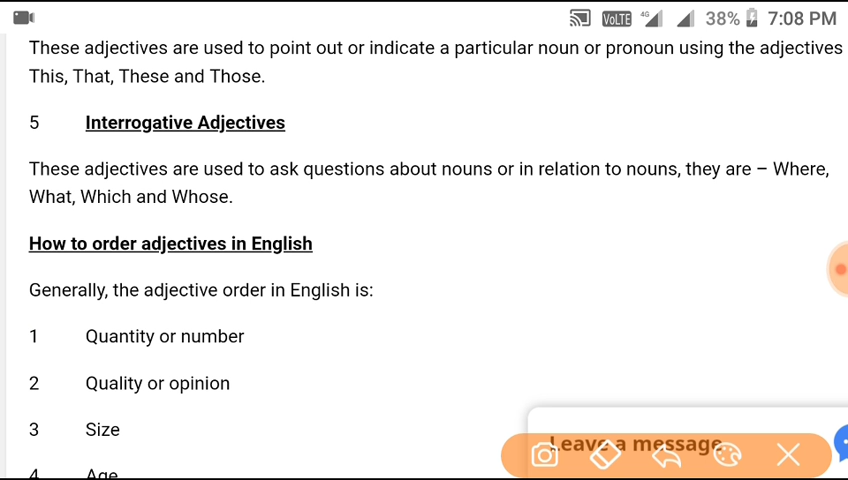 VoLTE 4G 38% 7:08 PM
These adjectives are used to point out or indicate a particular noun or pronoun using the adjectives
This, That, These and Those.
5 Interrogative Adjectives
These adjectives are used to ask questions about nouns or in relation to nouns, they are – Where,
What, Which and Whose.
How to order adjectives in English
Generally, the adjective order in English is:
1 Quantity or number
2 Quality or opinion
3 Size
Leave a message
4 Age